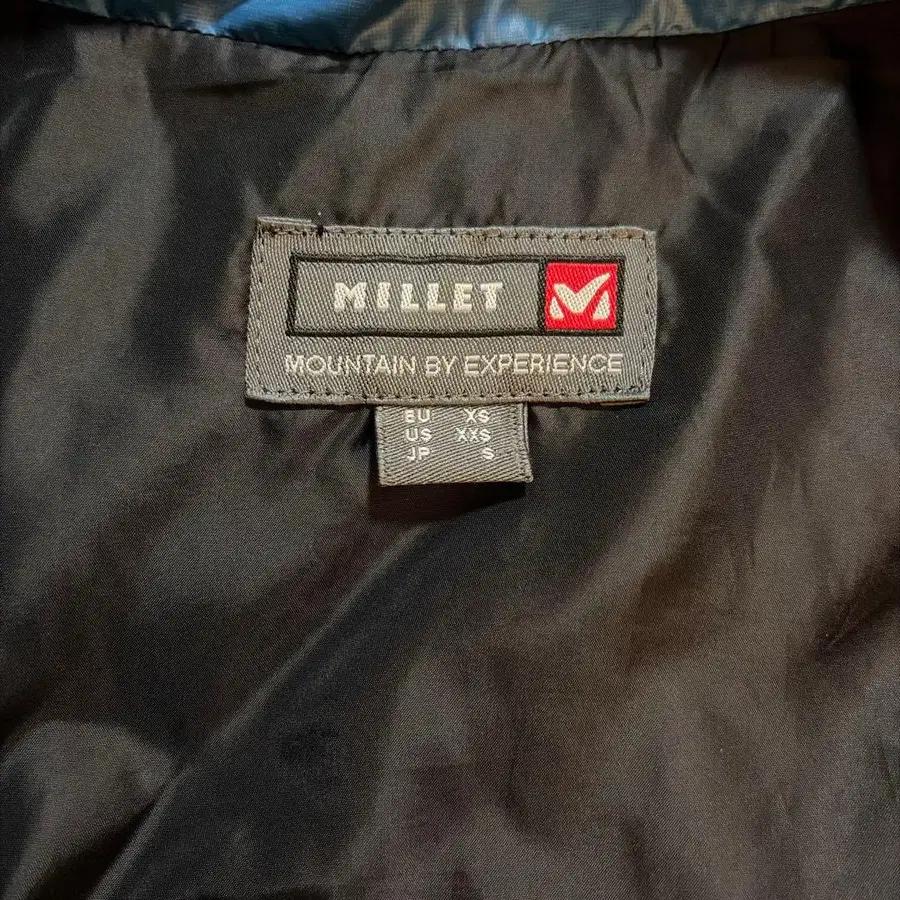 MILLET
MOUNTAIN BY EXPERIENCE
EU XS
US XXS
JP S